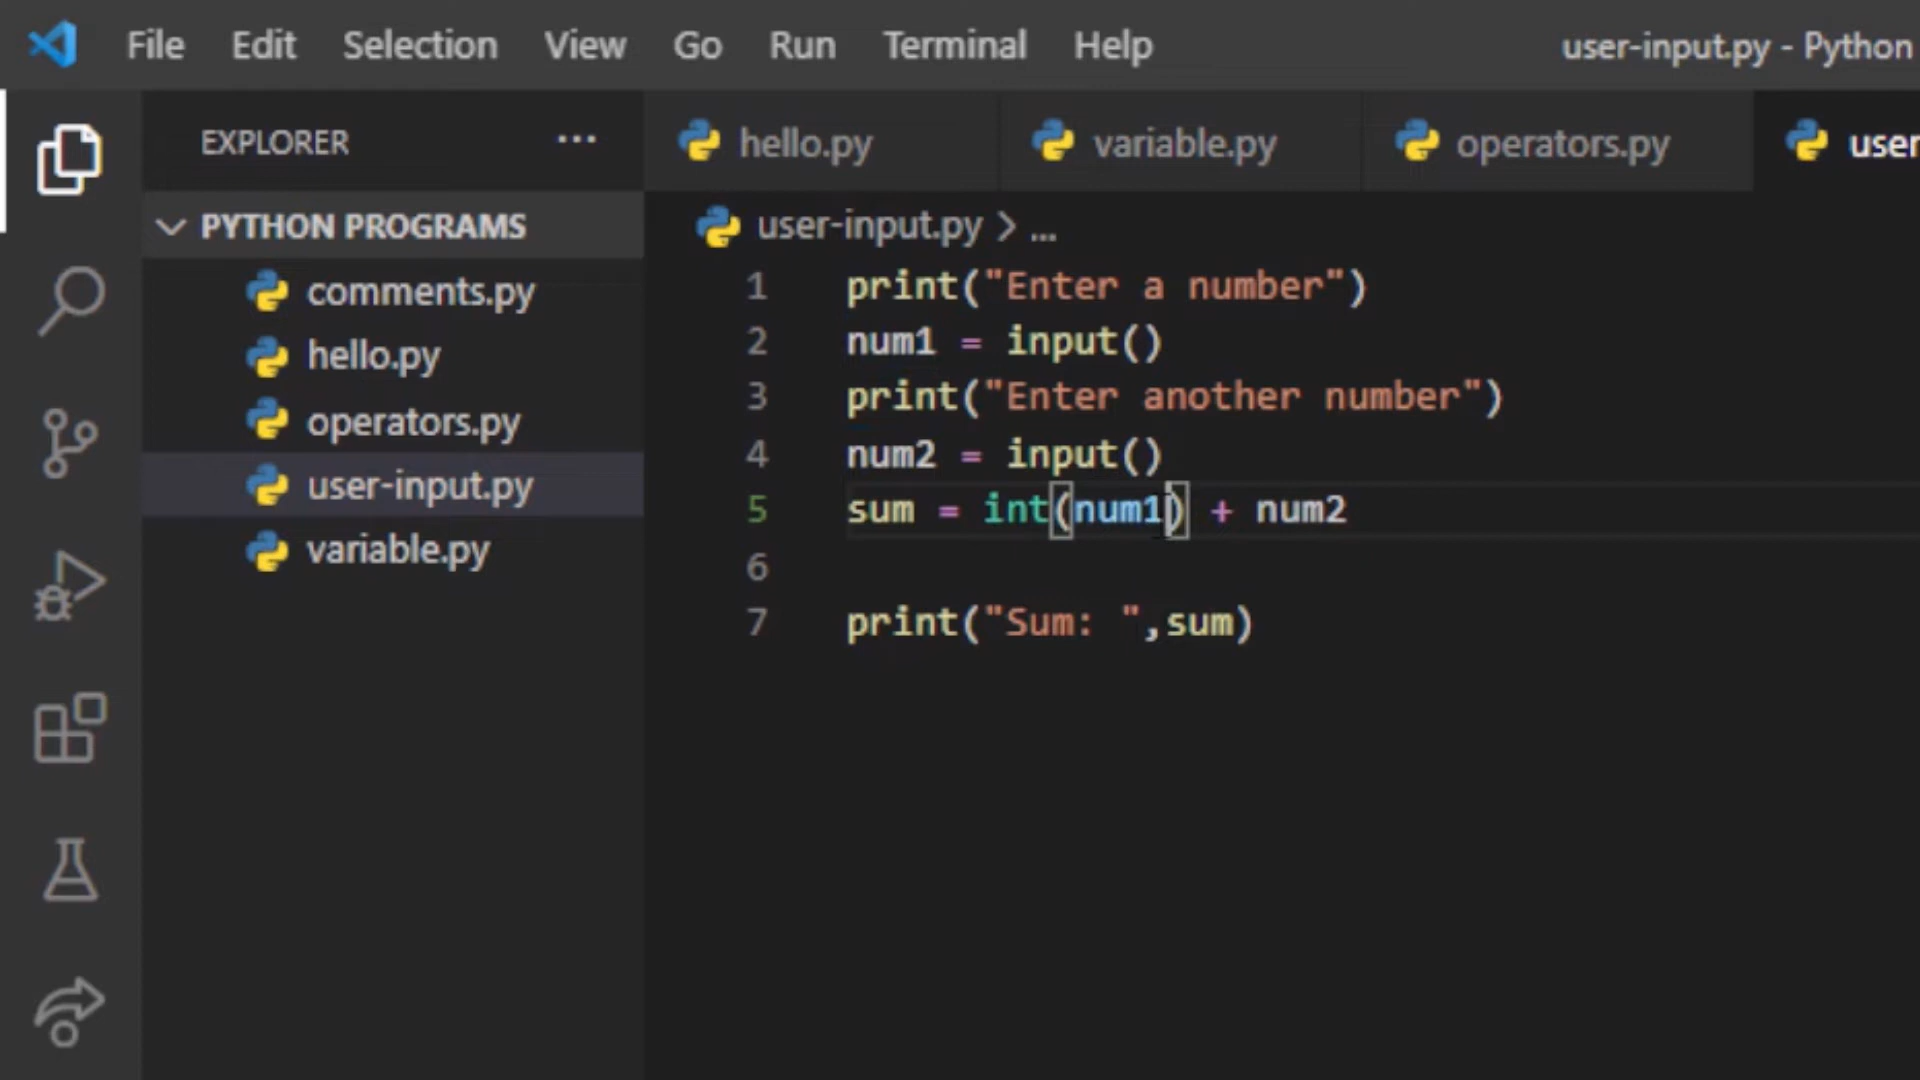 File Edit Selection View Go Run Terminal Help user-input.py - Python
EXPLORER ...
hello.py variable.py operators.py user
PYTHON PROGRAMS
comments.py
hello.py
operators.py
user-input.py
variable.py
user-input.py > ...
1 print("Enter a number")
2 num1 = input()
3 print("Enter another number")
4 num2 = input()
5 sum = int(num1) + num2
6
7 print("Sum: ",sum)